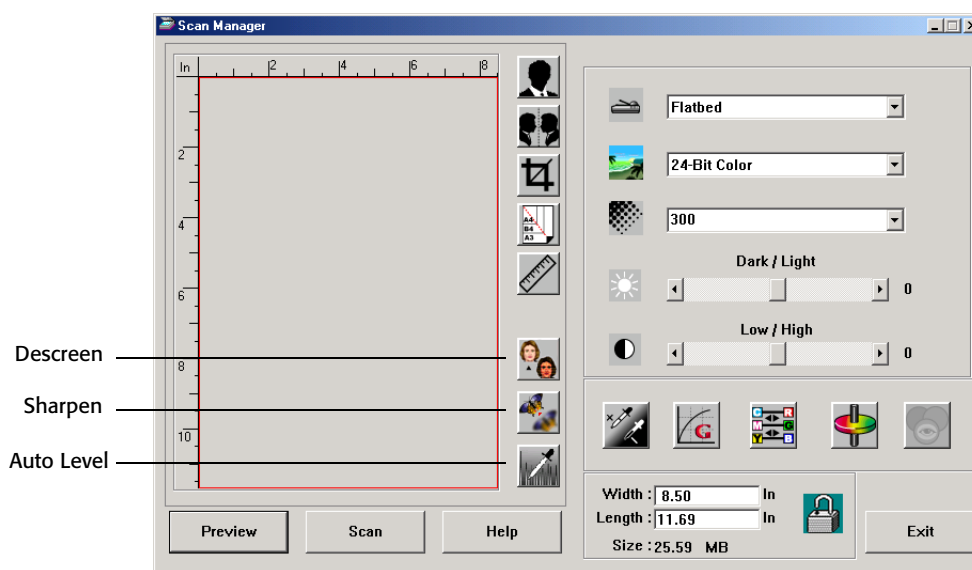 Scan Manager
In 2 4 6 8
2
4
6
8
10
A4
B4
A3
Descreen
Sharpen
Auto Level
Flatbed
24-Bit Color
300
Dark / Light
0
Low / High
0
G
C R
M G
Y B
Width : 8.50 In
Length : 11.69 In
Size : 25.59 MB
Preview Scan Help
Exit